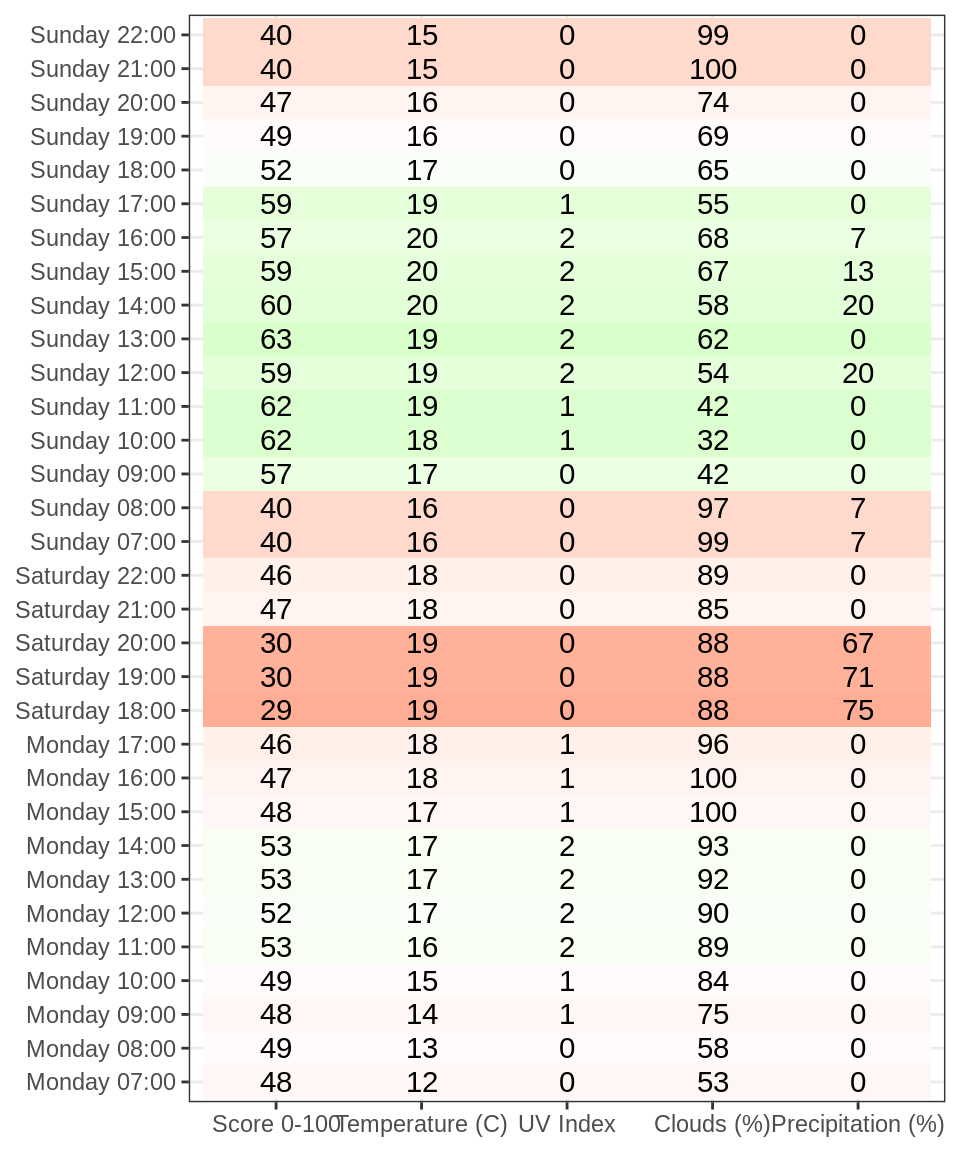 Sunday 22:00 40 15 0 99 0
Sunday 21:00 40 15 0 100 0
Sunday 20:00 47 16 0 74 0
Sunday 19:00 49 16 0 69 0
Sunday 18:00 52 17 0 65 0
Sunday 17:00 59 19 1 55 0
Sunday 16:00 57 20 2 68 7
Sunday 15:00 59 20 2 67 13
Sunday 14:00 60 20 2 58 20
Sunday 13:00 63 19 2 62 0
Sunday 12:00 59 19 2 54 20
Sunday 11:00 62 19 1 42 0
Sunday 10:00 62 18 1 32 0
Sunday 09:00 57 17 0 42 0
Sunday 08:00 40 16 0 97 7
Sunday 07:00 40 16 0 99 7
Saturday 22:00 46 18 0 89 0
Saturday 21:00 47 18 0 85 0
Saturday 20:00 30 19 0 88 67
Saturday 19:00 30 19 0 88 71
Saturday 18:00 29 19 0 88 75
Monday 17:00 46 18 1 96 0
Monday 16:00 47 18 1 100 0
Monday 15:00 48 17 1 100 0
Monday 14:00 53 17 2 93 0
Monday 13:00 53 17 2 92 0
Monday 12:00 52 17 2 90 0
Monday 11:00 53 16 2 89 0
Monday 10:00 49 15 1 84 0
Monday 09:00 48 14 1 75 0
Monday 08:00 49 13 0 58 0
Monday 07:00 48 12 0 53 0
Score 0-100 Temperature (C) UV Index Clouds (%) Precipitation (%)